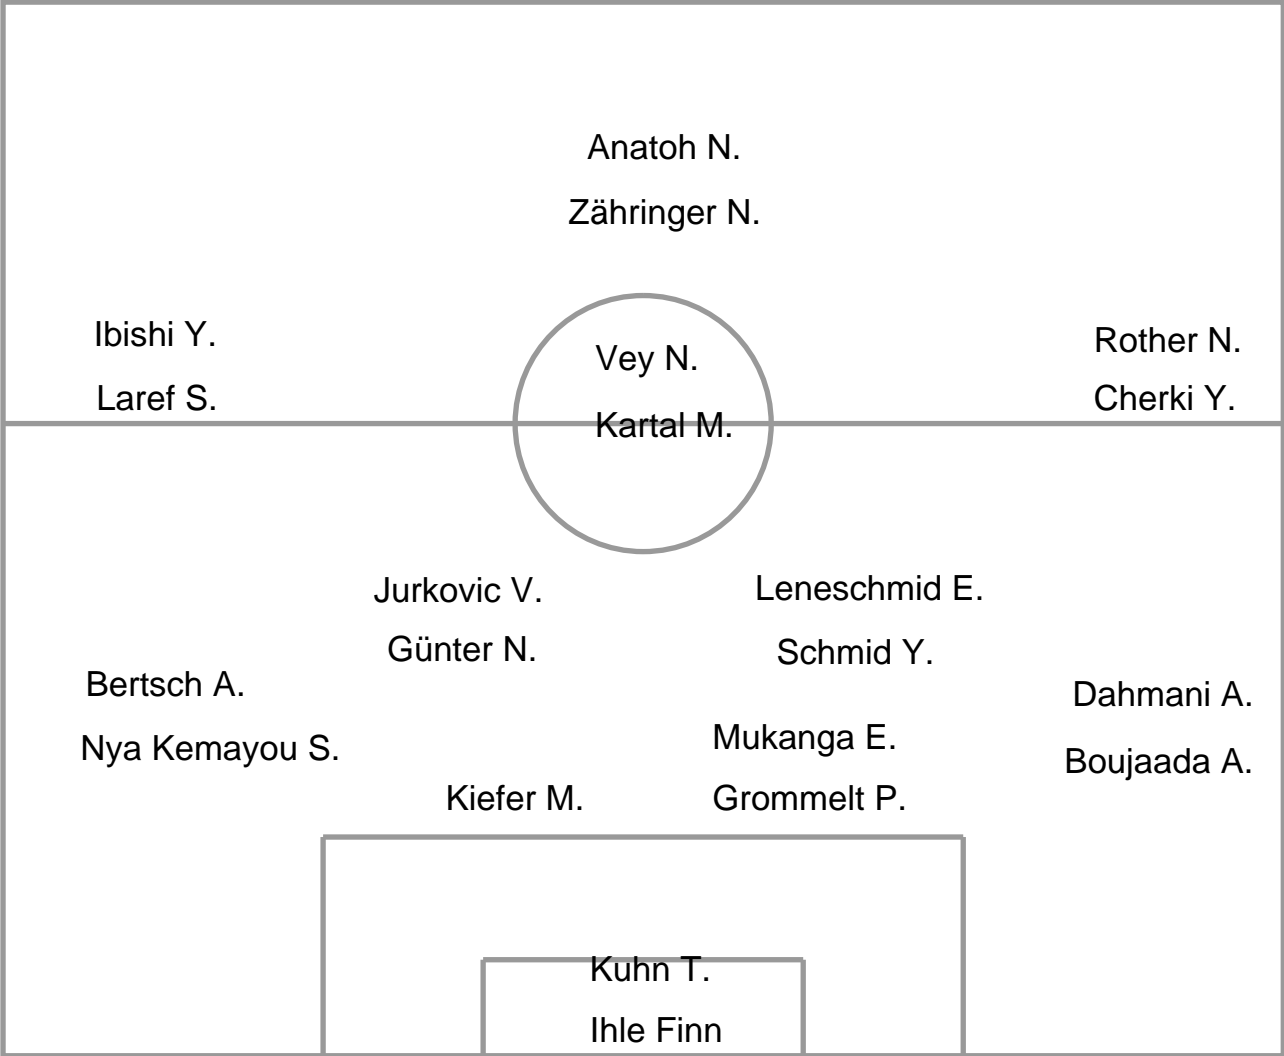 Anatoh N.
Zähringer N.
Ibishi Y.
Laref S.
Vey N.
Kartal M.
Rother N.
Cherki Y.
Jurkovic V.
Günter N.
Leneschmid E.
Schmid Y.
Bertsch A.
Nya Kemayou S.
Kiefer M.
Mukanga E.
Grommelt P.
Dahmani A.
Boujaada A.
Kuhn T.
Ihle Finn